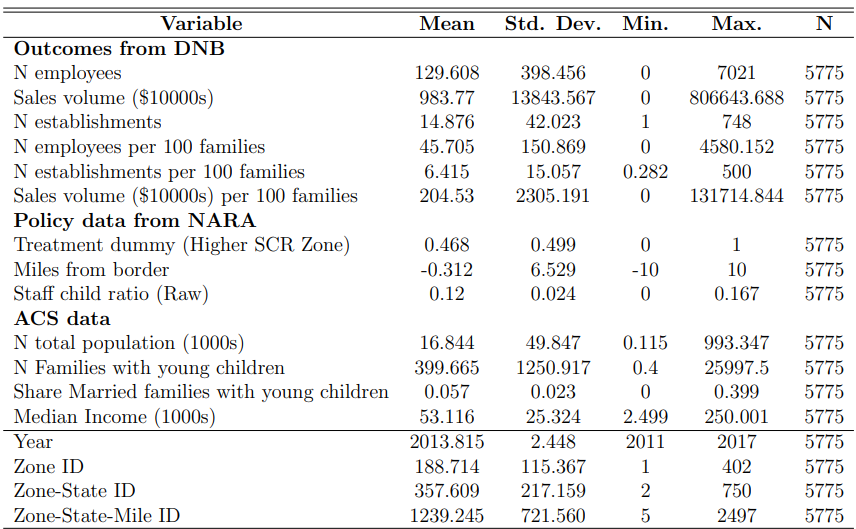 Variable Mean Std. Dev. Min. Max. N
Outcomes from DNB
N employees 129.608 398.456 0 7021 5775
Sales volume ($10000s) 983.77 13843.567 0 806643.688 5775
N establishments 14.876 42.023 1 748 5775
N employees per 100 families 45.705 150.869 0 4580.152 5775
N establishments per 100 families 6.415 15.057 0.282 500 5775
Sales volume ($10000s) per 100 families 204.53 2305.191 0 131714.844 5775
Policy data from NARA
Treatment dummy (Higher SCR Zone) 0.468 0.499 0 1 5775
Miles from border -0.312 6.529 -10 10 5775
Staff child ratio (Raw) 0.12 0.024 0 0.167 5775
ACS data
N total population (1000s) 16.844 49.847 0.115 993.347 5775
N Families with young children 399.665 1250.917 0.4 25997.5 5775
Share Married families with young children 0.057 0.023 0 0.399 5775
Median Income (1000s) 53.116 25.324 2.499 250.001 5775
Year 2013.815 2.448 2011 2017 5775
Zone ID 188.714 115.367 1 402 5775
Zone-State ID 357.609 217.159 2 750 5775
Zone-State-Mile ID 1239.245 721.560 5 2497 5775